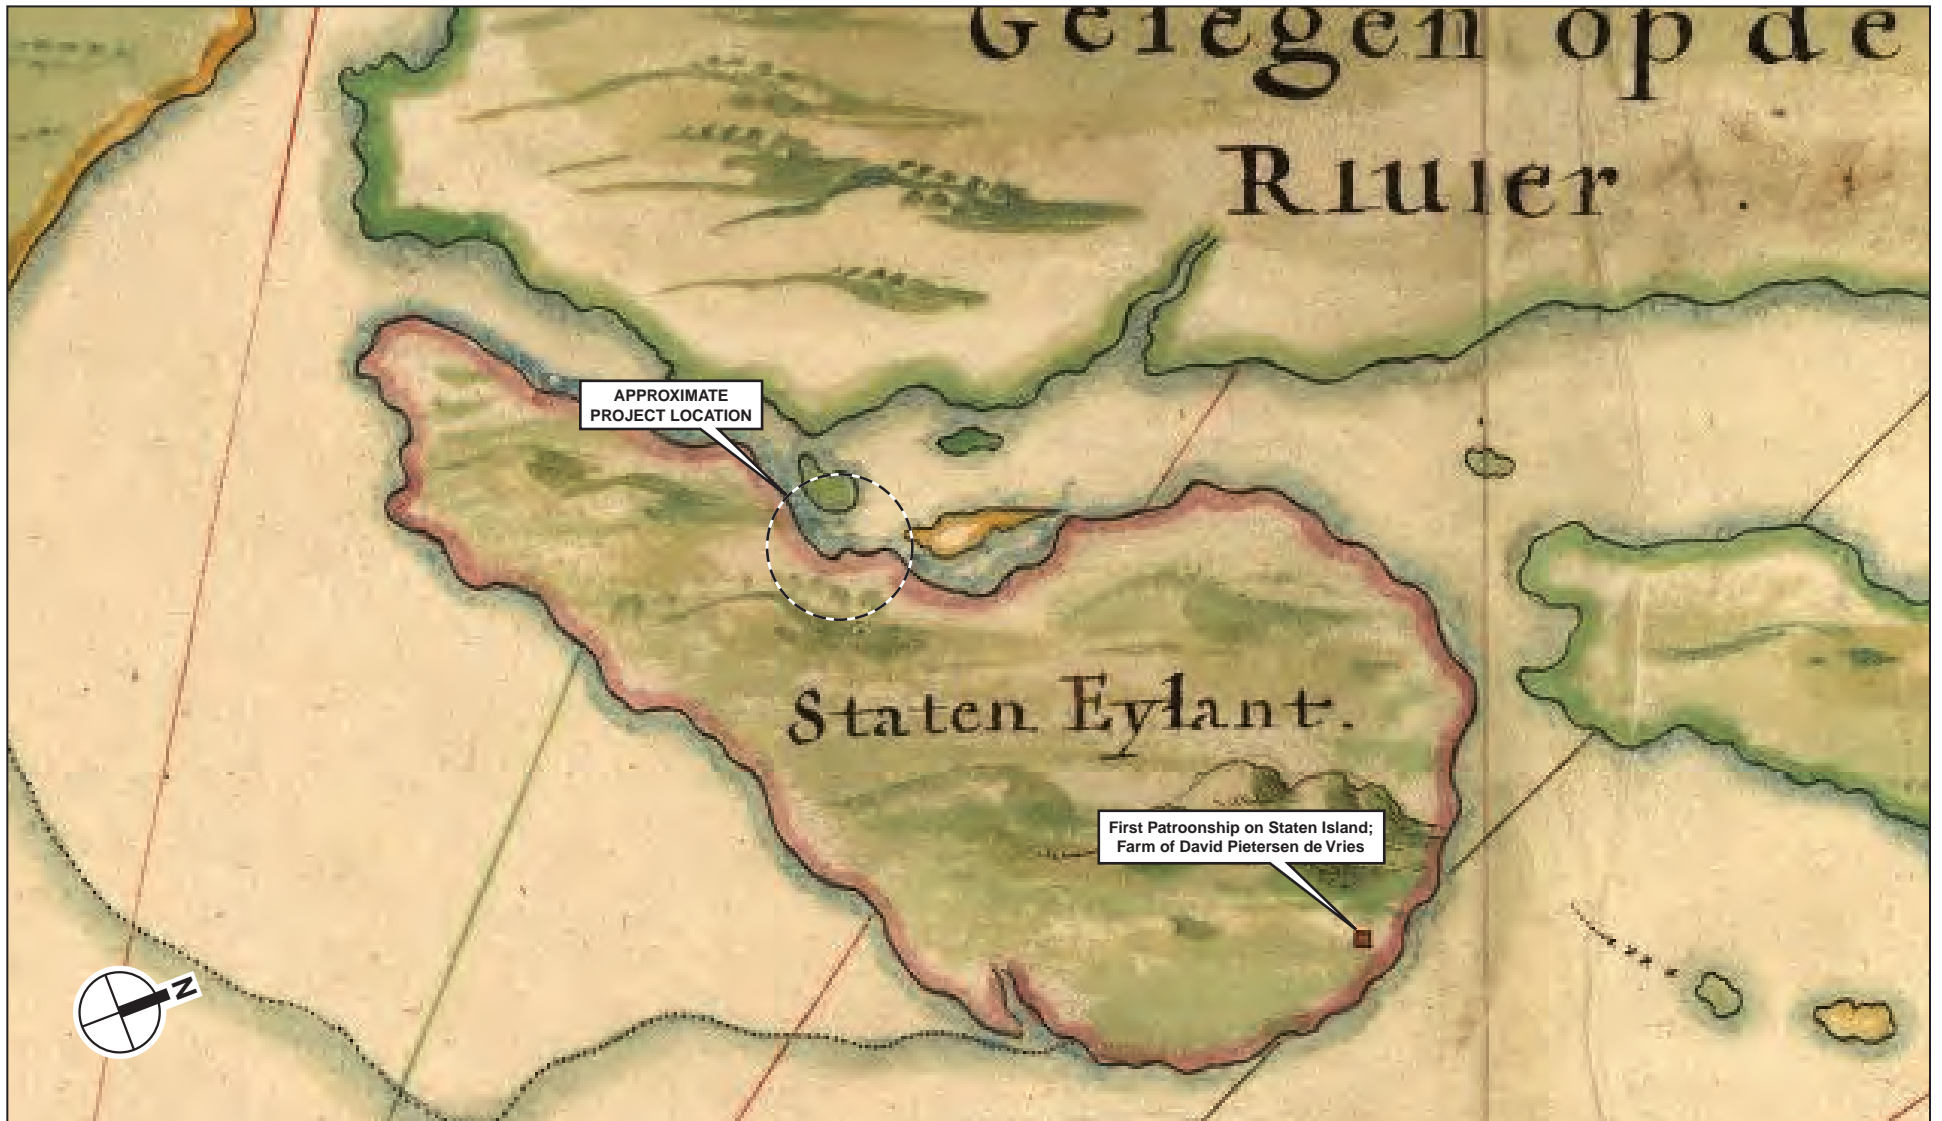 Gelegen op de
Riuier.
APPROXIMATE
PROJECT LOCATION
Staten Eylant.
First Patroonship on Staten Island;
Farm of David Pietersen de Vries
N